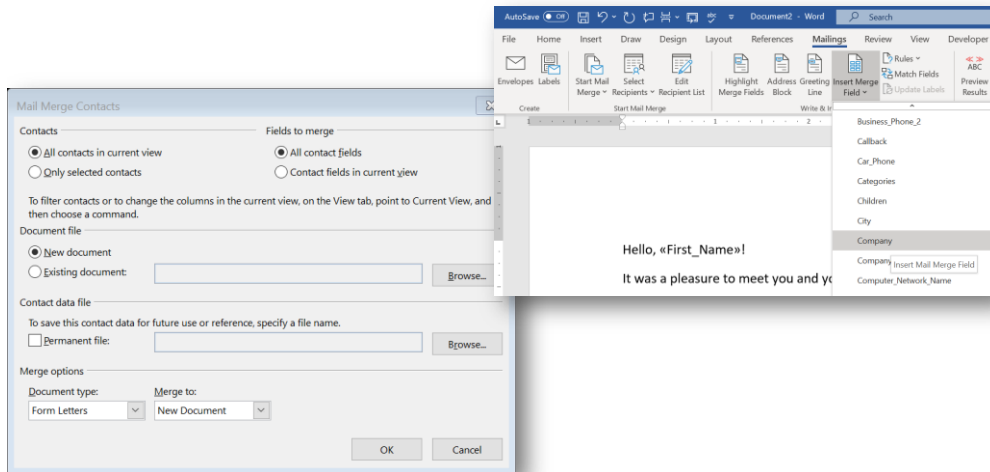 AutoSave Off Document2 - Word Search
File Home Insert Draw Design Layout References Mailings Review View Developer
Envelopes Labels Start Mail Merge Select Recipients Edit Recipient List Highlight Merge Fields Address Block Greeting Line Insert Merge Field Rules Match Fields Update Labels ABC Preview Results
Create Start Mail Merge Write &
1 1 2
Business_Phone_2
Callback
Car_Phone
Categories
Children
City
Company
Company
Insert Mail Merge Field
Computer_Network_Name
Hello, «First_Name»!
It was a pleasure to meet you and
Mail Merge Contacts
Contacts
All contacts in current view
Only selected contacts
Fields to merge
All contact fields
Contact fields in current view
To filter contacts or to change the columns in the current view, on the View tab, point to Current View, and
then choose a command.
Document file
New document
Existing document:
Browse...
Contact data file
To save this contact data for future use or reference, specify a file name.
Permanent file:
Browse...
Merge options
Document type: Merge to:
Form Letters New Document
OK Cancel